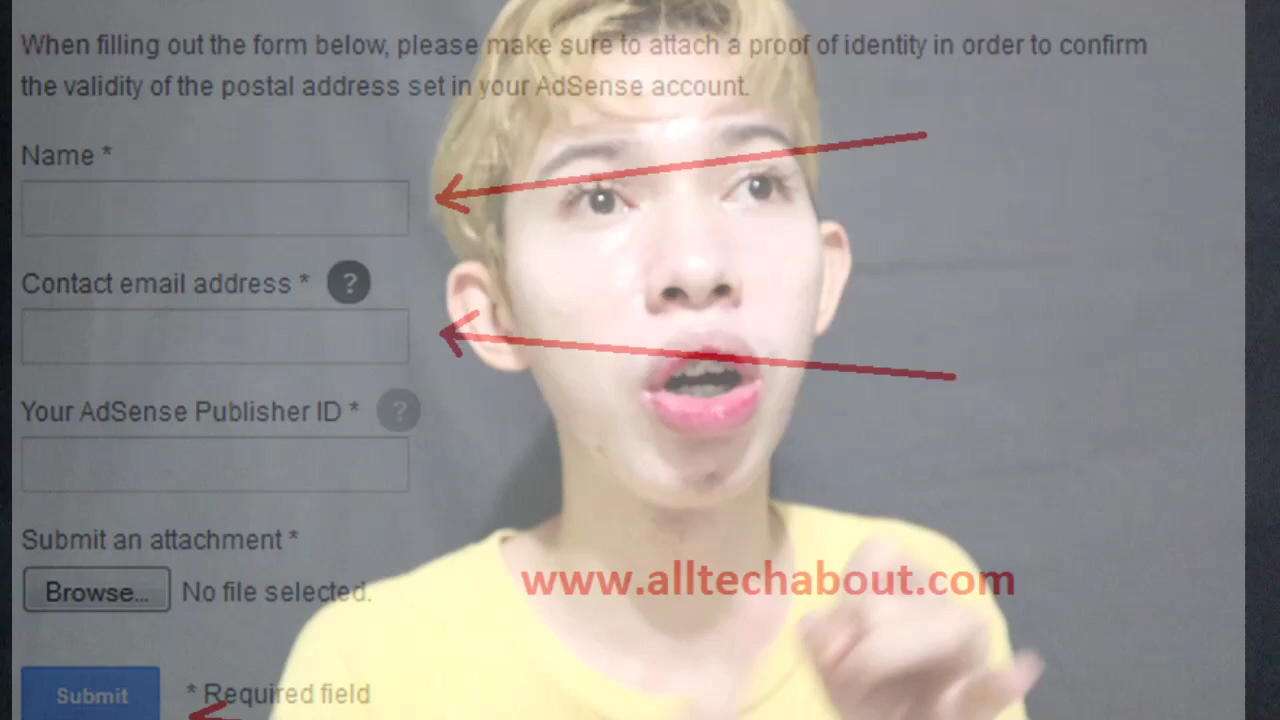 When filling out the form below, please make sure to attach a proof of identity in order to confirm
the validity of the postal address set in your AdSense account.
Name *
Contact email address * ?
Your AdSense Publisher ID * ?
Submit an attachment *
Browse... No file selected.
www.alltechabout.com
Submit * Required field